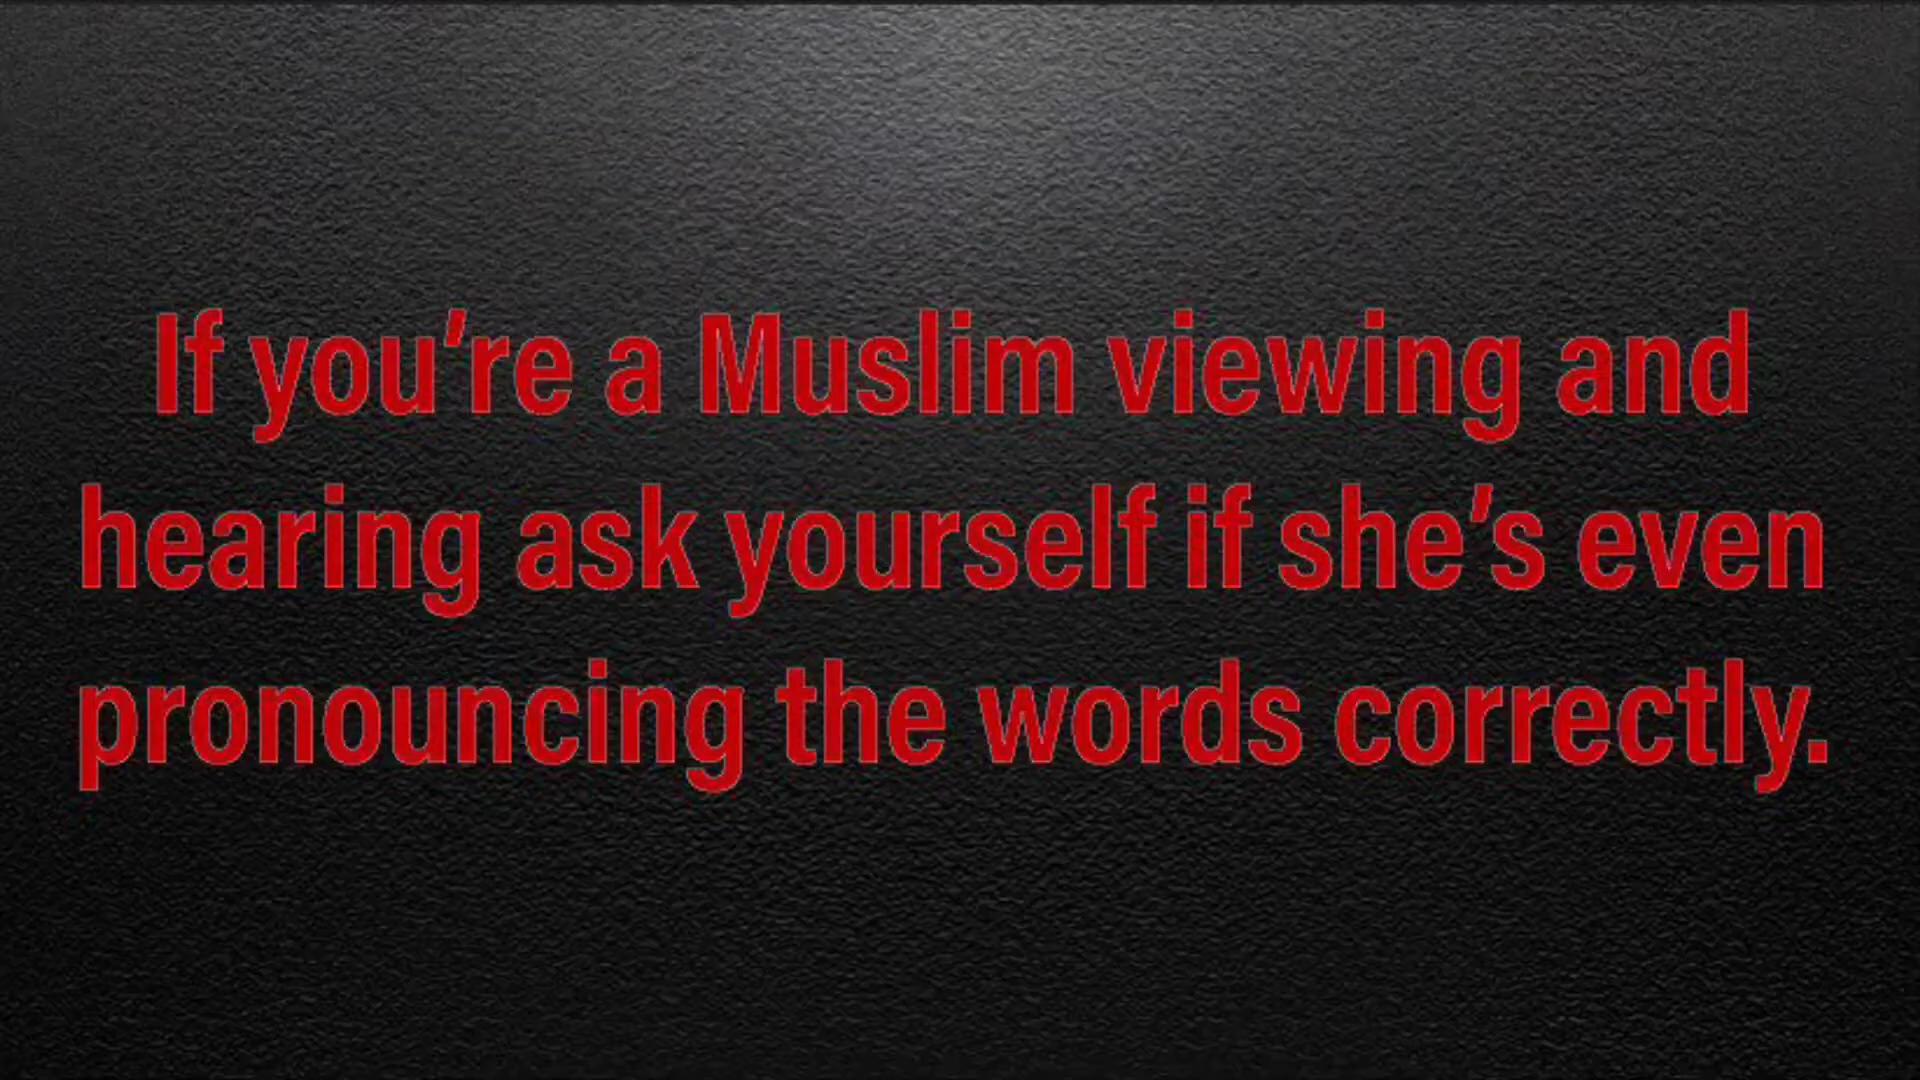 If you’re a Muslim viewing and
hearing ask yourself if she’s even
pronouncing the words correctly.